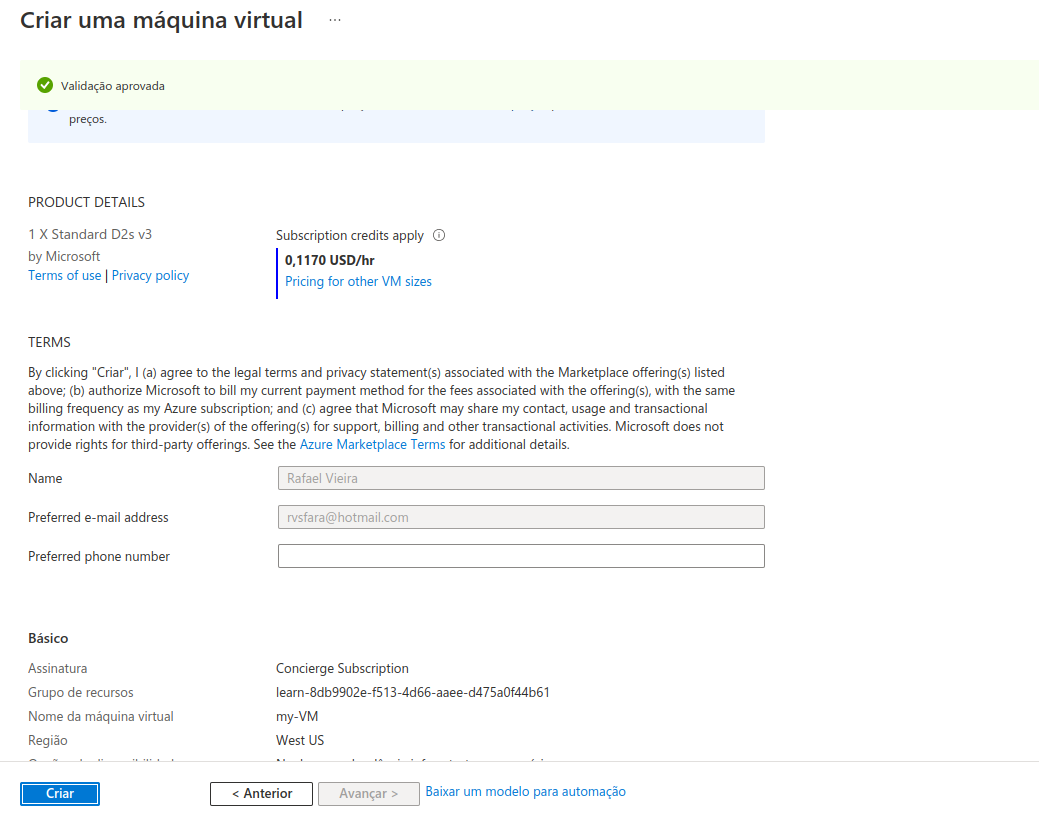 Criar uma máquina virtual ...
Validação aprovada
preços.
PRODUCT DETAILS
1 X Standard D2s v3
by Microsoft
Terms of use | Privacy policy
Subscription credits apply
0,1170 USD/hr
Pricing for other VM sizes
TERMS
By clicking "Criar", I (a) agree to the legal terms and privacy statement(s) associated with the Marketplace offering(s) listed
above; (b) authorize Microsoft to bill my current payment method for the fees associated with the offering(s), with the same
billing frequency as my Azure subscription; and (c) agree that Microsoft may share my contact, usage and transactional
information with the provider(s) of the offering(s) for support, billing and other transactional activities. Microsoft does not
provide rights for third-party offerings. See the Azure Marketplace Terms for additional details.
Name Rafael Vieira
Preferred e-mail address rvsfara@hotmail.com
Preferred phone number
Básico
Assinatura Concierge Subscription
Grupo de recursos learn-8db9902e-f513-4d66-aaee-d475a0f44b61
Nome da máquina virtual my-VM
Região West US
Criar < Anterior Avançar > Baixar um modelo para automação